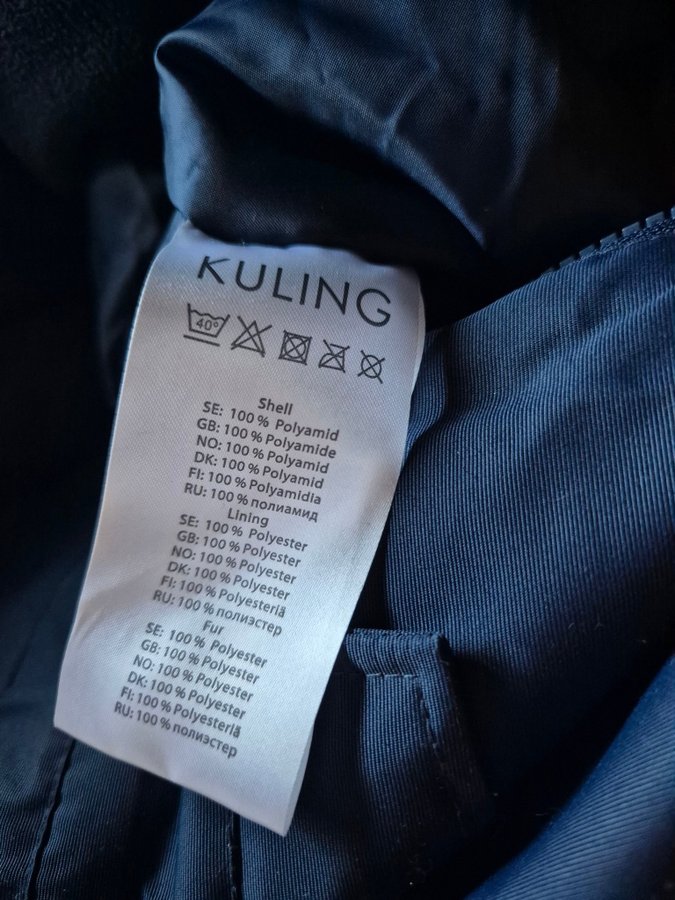 KULING
40°
Shell
SE: 100 % Polyamid
GB: 100 % Polyamide
NO: 100 % Polyamid
DK: 100 % Polyamid
FI: 100 % Polyamidia
RU: 100 % полиамид
Lining
SE: 100 % Polyester
GB: 100 % Polyester
NO: 100 % Polyester
DK: 100 % Polyester
FI: 100 % Polyesteriä
RU: 100 % полиэстер
Fur
SE: 100 % Polyester
GB: 100 % Polyester
NO: 100 % Polyester
DK: 100 % Polyester
FI: 100 % Polyesteriä
RU: 100 % полиэстер